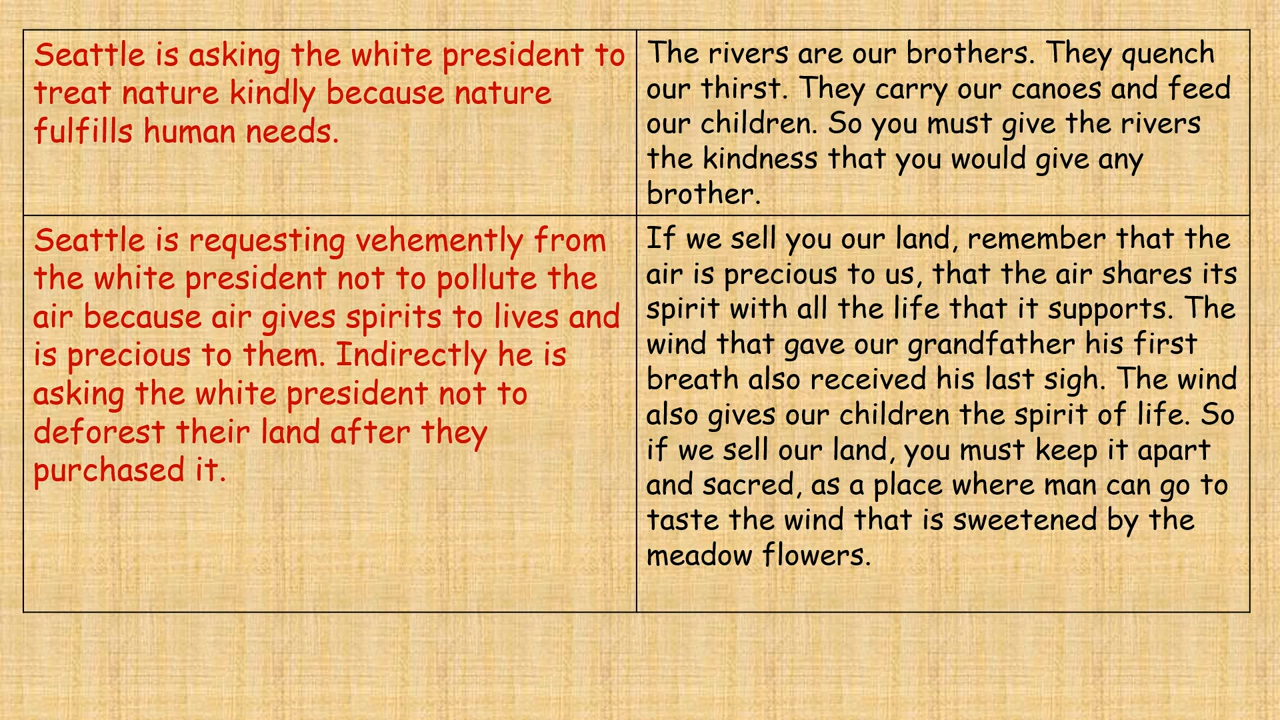 Seattle is asking the white president to
treat nature kindly because nature
fulfills human needs.
The rivers are our brothers. They quench
our thirst. They carry our canoes and feed
our children. So you must give the rivers
the kindness that you would give any
brother.
Seattle is requesting vehemently from
the white president not to pollute the
air because air gives spirits to lives and
is precious to them. Indirectly he is
asking the white president not to
deforest their land after they
purchased it.
If we sell you our land, remember that the
air is precious to us, that the air shares its
spirit with all the life that it supports. The
wind that gave our grandfather his first
breath also received his last sigh. The wind
also gives our children the spirit of life. So
if we sell our land, you must keep it apart
and sacred, as a place where man can go to
taste the wind that is sweetened by the
meadow flowers.